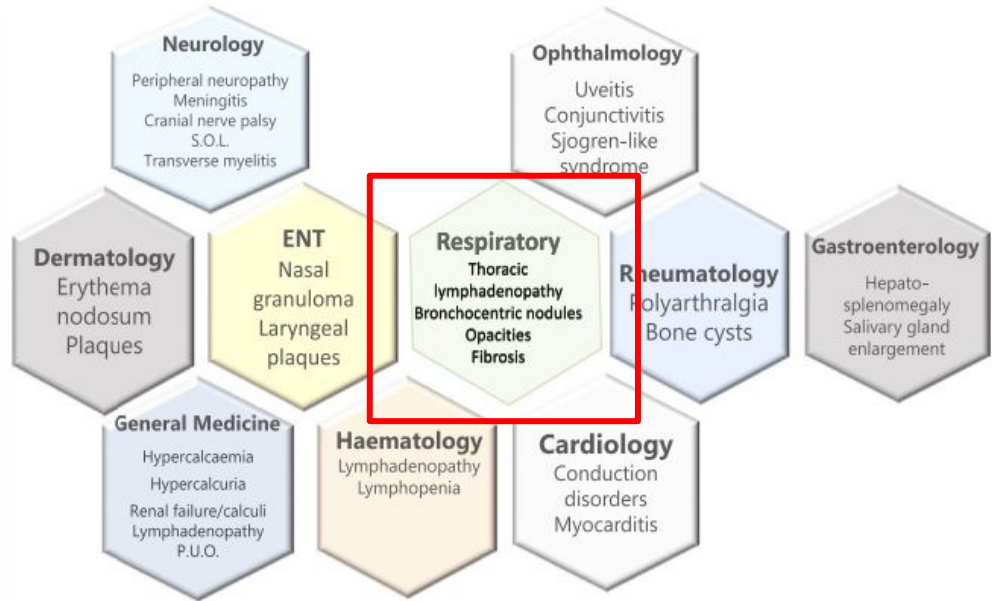 Neurology
Peripheral neuropathy
Meningitis
Cranial nerve palsy
S.O.L.
Transverse myelitis
Ophthalmology
Uveitis
Conjunctivitis
Sjogren-like
syndrome
Dermatology
Erythema
nodosum
Plaques
ENT
Nasal
granuloma
Laryngeal
plaques
Respiratory
Thoracic
lymphadenopathy
Bronchocentric nodules
Opacities
Fibrosis
Rheumatology
Polyarthralgia
Bone cysts
Gastroenterology
Hepato-
splenomegaly
Salivary gland
enlargement
General Medicine
Hypercalcaemia
Hypercalcuria
Renal failure/calculi
Lymphadenopathy
P.U.O.
Haematology
Lymphadenopathy
Lymphopenia
Cardiology
Conduction
disorders
Myocarditis